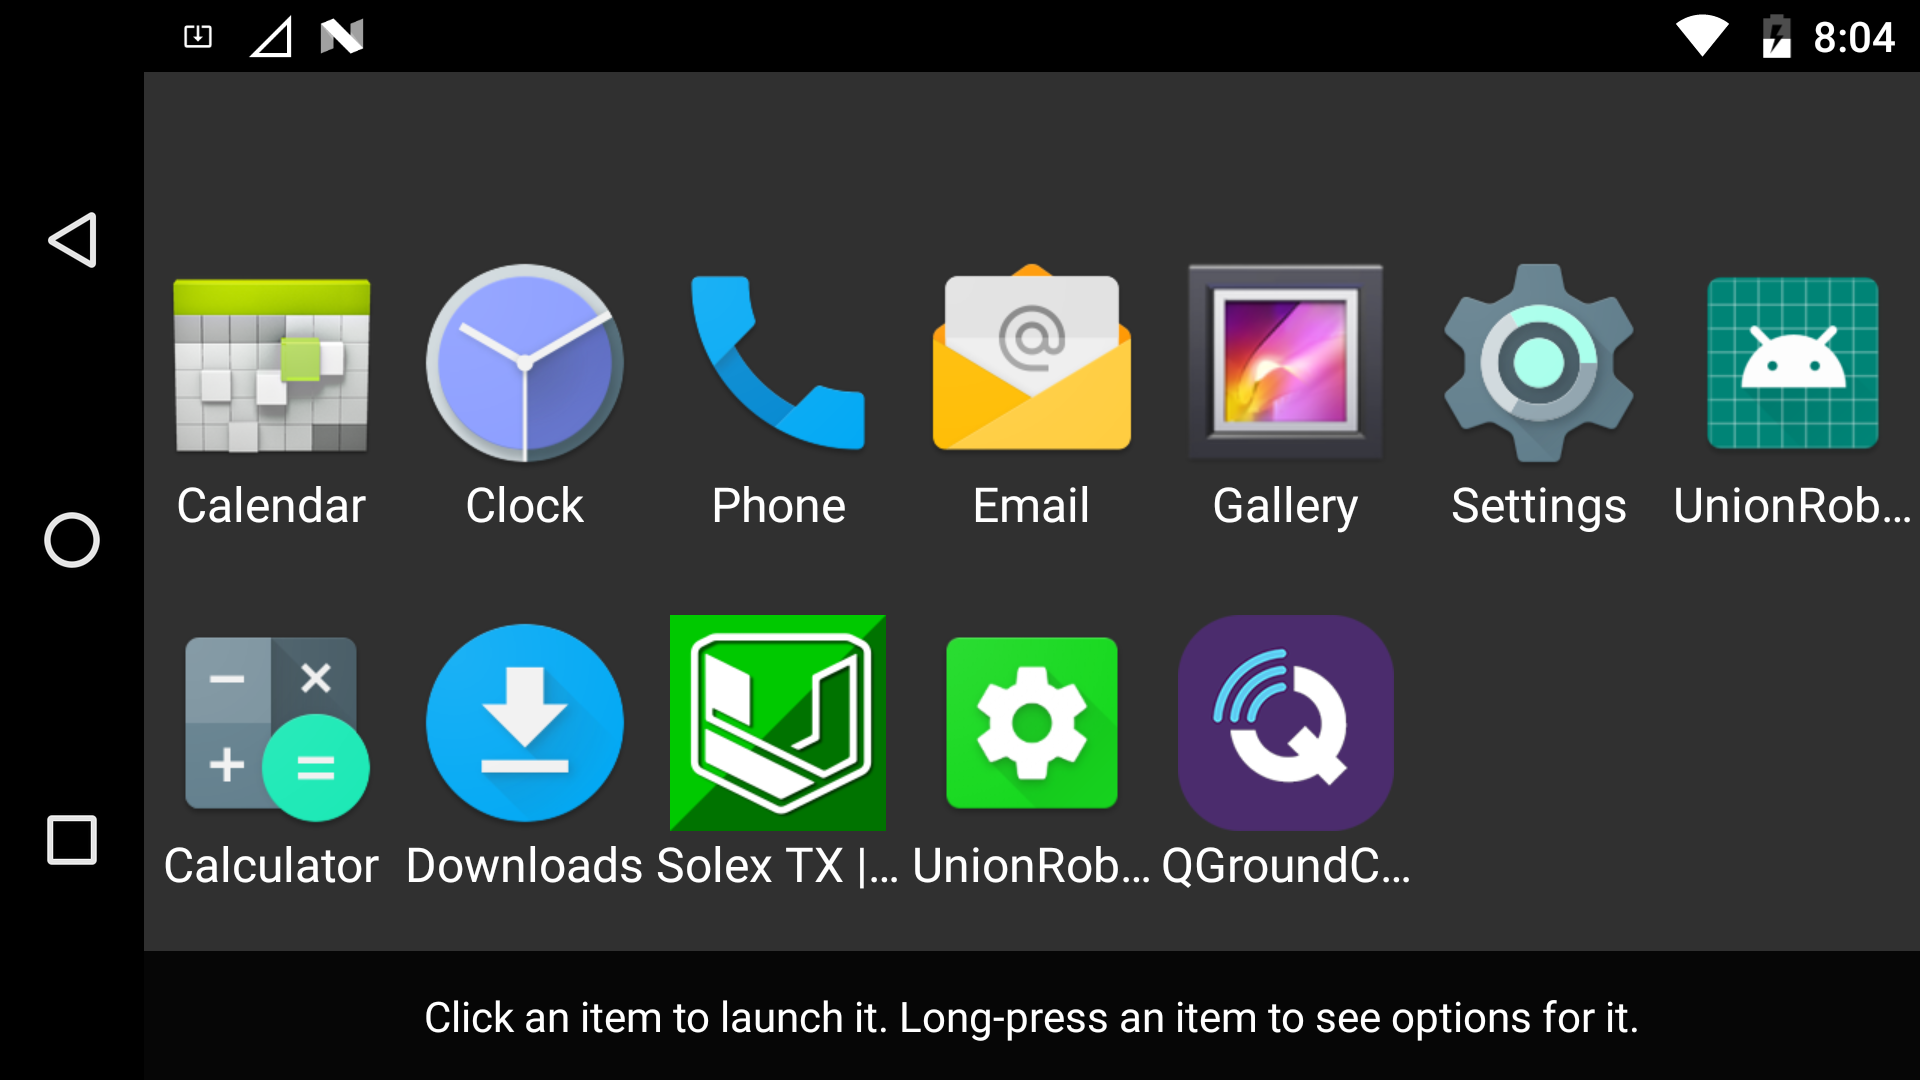 8:04
Calendar Clock Phone Email Gallery Settings UnionRob...
Calculator Downloads Solex TX |... UnionRob... QGroundC...
Click an item to launch it. Long-press an item to see options for it.